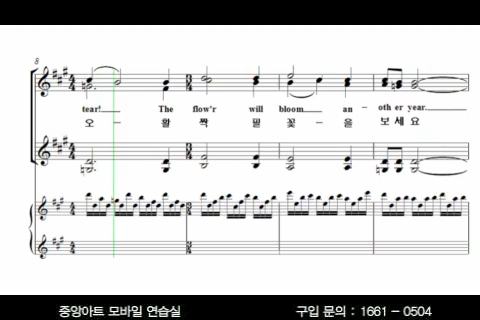 8
tear! The flow'r will bloom an - oth er year.
오 - 활 짝 필 꽃 - 을 보 세 요
중앙아트 모바일 연습실 구입 문의 : 1661 - 0504